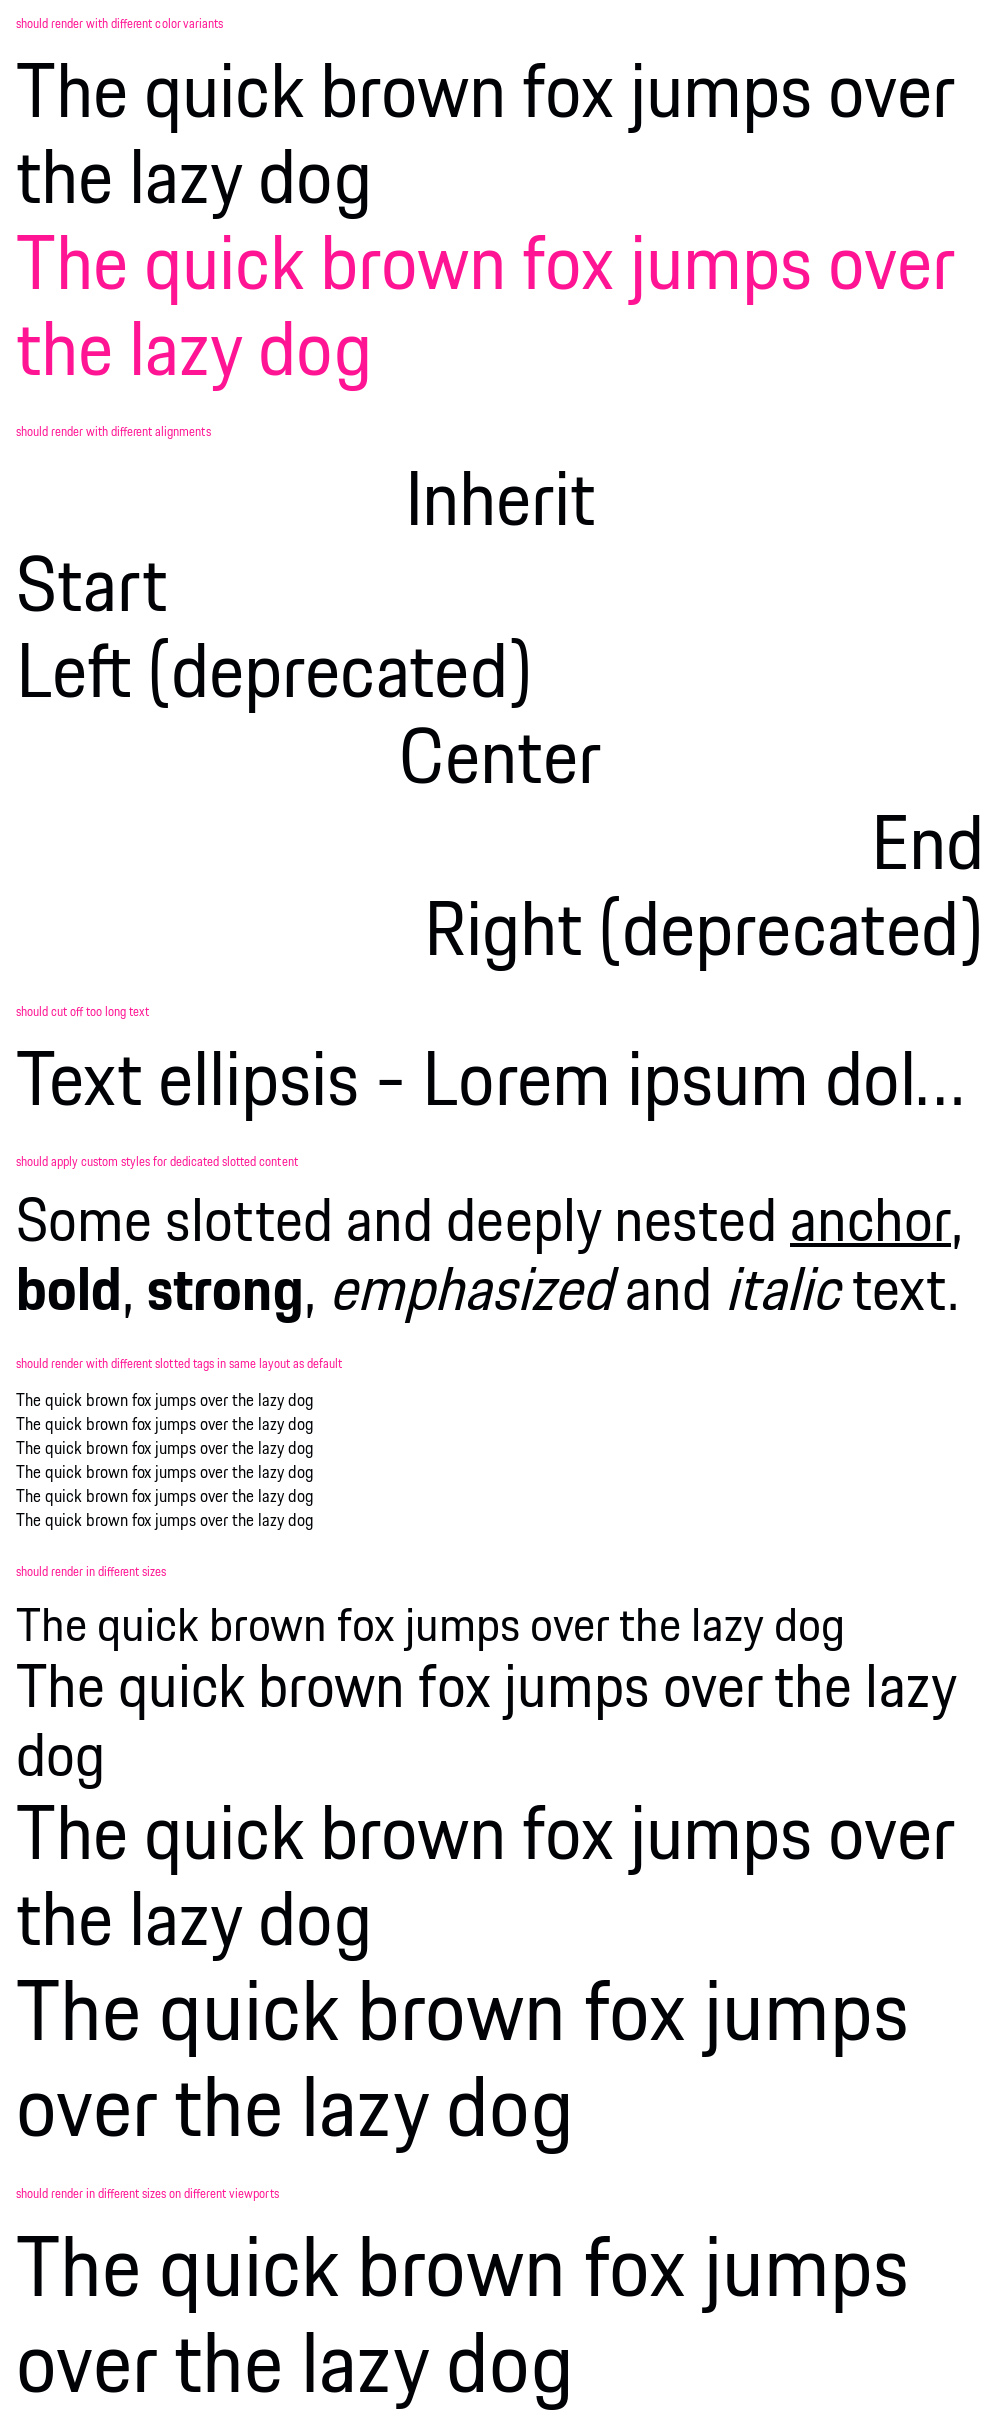 should render with different color variants
The quick brown fox jumps over
the lazy dog
The quick brown fox jumps over
the lazy dog
should render with different alignments
Inherit
Start
Left (deprecated)
Center
End
Right (deprecated)
should cut off too long text
Text ellipsis - Lorem ipsum dol...
should apply custom styles for dedicated slotted content
Some slotted and deeply nested anchor,
bold, strong, emphasized and italic text.
should render with different slotted tags in same layout as default
The quick brown fox jumps over the lazy dog
The quick brown fox jumps over the lazy dog
The quick brown fox jumps over the lazy dog
The quick brown fox jumps over the lazy dog
The quick brown fox jumps over the lazy dog
The quick brown fox jumps over the lazy dog
should render in different sizes
The quick brown fox jumps over the lazy dog
The quick brown fox jumps over the lazy
dog
The quick brown fox jumps over
the lazy dog
The quick brown fox jumps
over the lazy dog
should render in different sizes on different viewports
The quick brown fox jumps
over the lazy dog